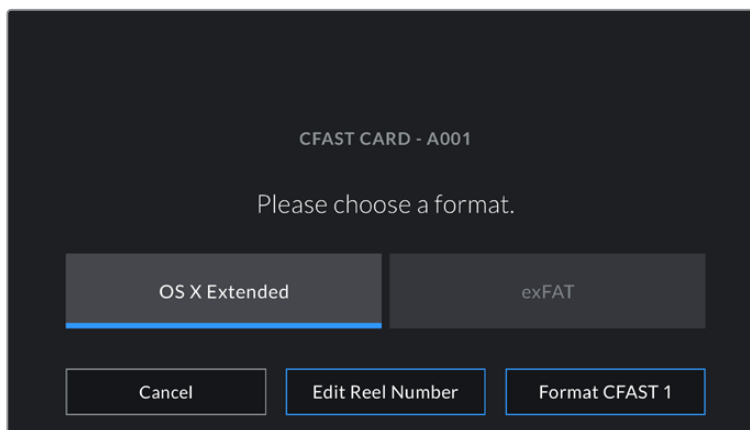 CFAST CARD - A001
Please choose a format.
OS X Extended exFAT
Cancel Edit Reel Number Format CFAST 1